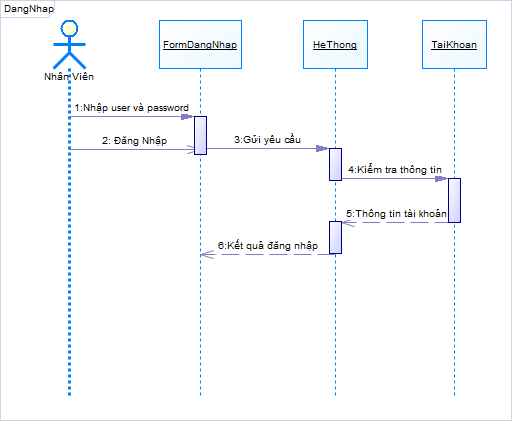 DangNhap
FormDangNhap
HeThong
TaiKhoan
Nhân Viên
1:Nhập user và password
2: Đăng Nhập
3:Gửi yêu cầu
4:Kiểm tra thông tin
5:Thông tin tài khoản
6:Kết quả đăng nhập